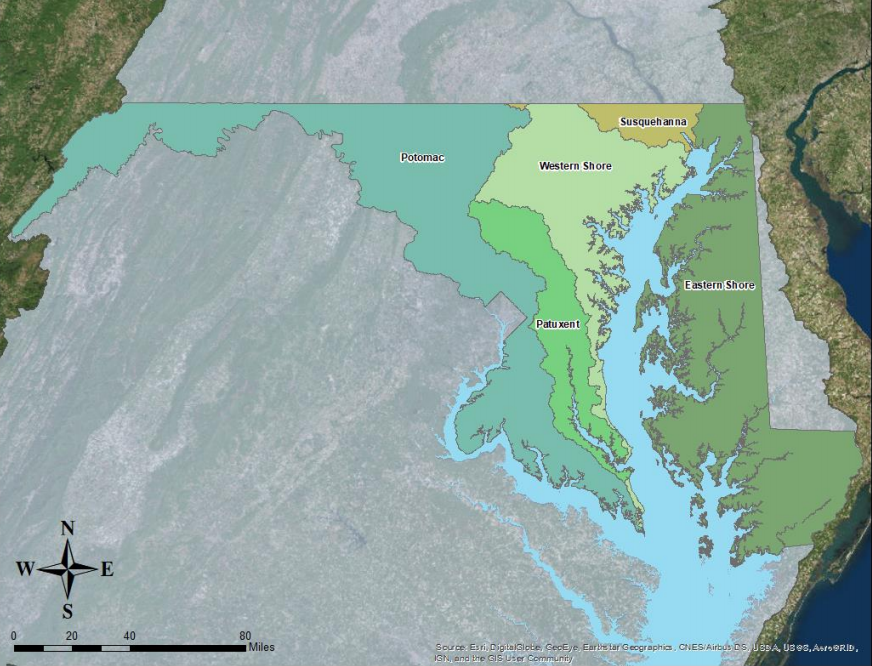 Susquehanna
Potomac
Western Shore
Eastern Shore
Patuxent
N
W E
S
0 20 40 80
Miles
Source: Esri, DigitalGlobe, GeoEye, Earthstar Geographics, CNES/Airbus DS, USDA, USGS, AeroGRID,
IGN, and the GIS User Community